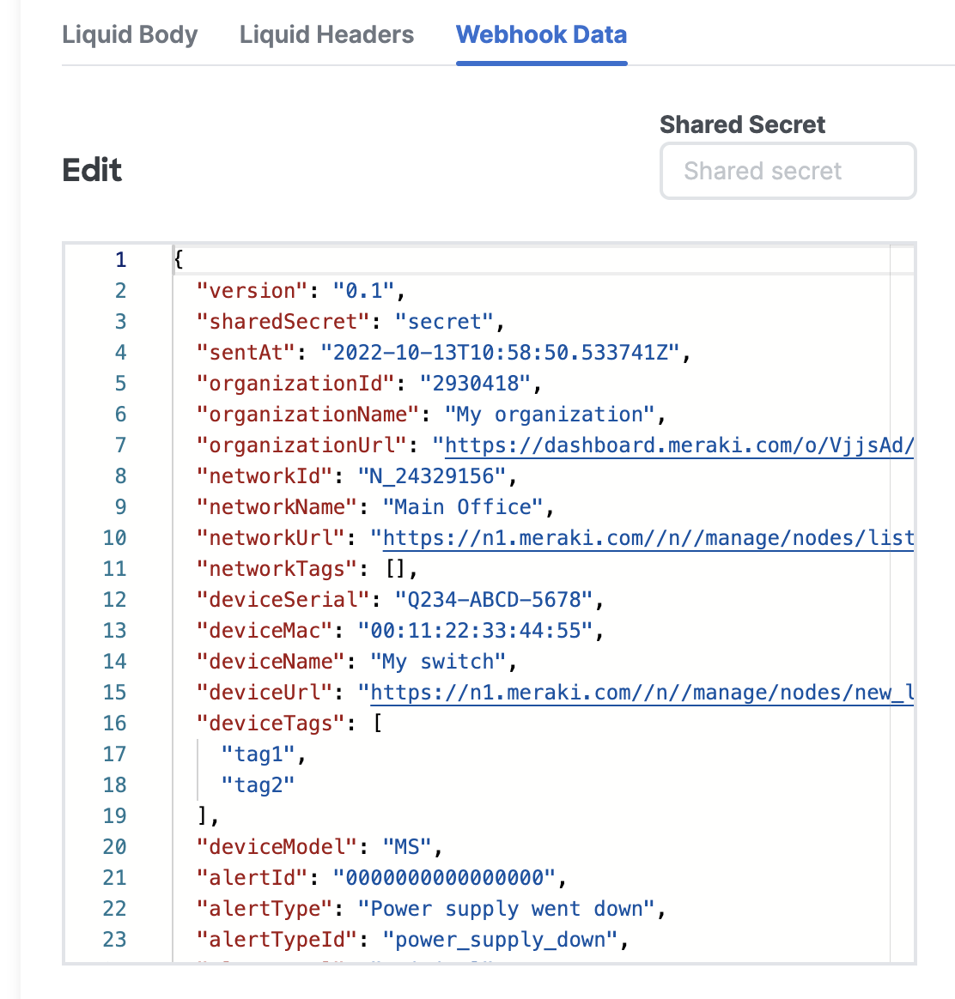 Liquid Body Liquid Headers Webhook Data
Shared Secret
Edit
Shared secret
1 {
2 "version": "0.1",
3 "sharedSecret": "secret",
4 "sentAt": "2022-10-13T10:58:50.533741Z",
5 "organizationId": "2930418",
6 "organizationName": "My organization",
7 "organizationUrl": "https://dashboard.meraki.com/o/VjjsAd/
8 "networkId": "N_24329156",
9 "networkName": "Main Office",
10 "networkUrl": "https://n1.meraki.com//n//manage/nodes/list
11 "networkTags": [],
12 "deviceSerial": "Q234-ABCD-5678",
13 "deviceMac": "00:11:22:33:44:55",
14 "deviceName": "My switch",
15 "deviceUrl": "https://n1.meraki.com//n//manage/nodes/new_l
16 "deviceTags": [
17 "tag1",
18 "tag2"
19 ],
20 "deviceModel": "MS",
21 "alertId": "0000000000000000",
22 "alertType": "Power supply went down",
23 "alertTypeId": "power_supply_down",